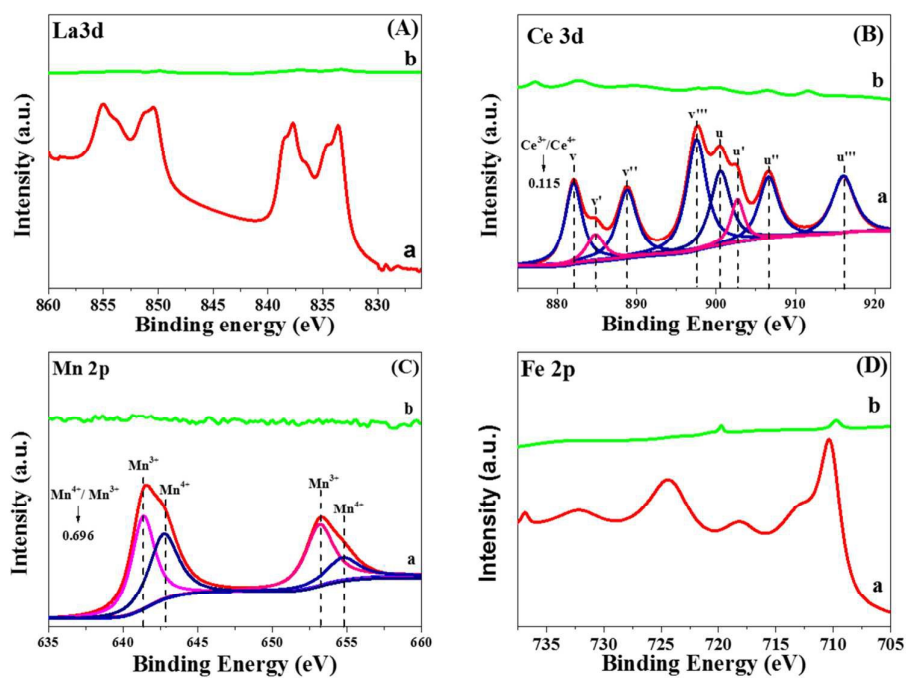 La3d
(A)
b
a
Intensity (a.u.)
860 855 850 845 840 835 830
Binding energy (eV)
Ce 3d
(B)
b
v'''
u
u'
u''
u'''
Ce³⁺/Ce⁴⁺
0.115
v
v'
v''
a
Intensity (a.u.)
880 890 900 910 920
Binding Energy (eV)
Mn 2p
(C)
b
Mn³⁺
Mn⁴⁺
Mn³⁺
Mn⁴⁺
Mn⁴⁺/ Mn³⁺
0.696
a
Intensity (a.u.)
635 640 645 650 655 660
Binding Energy (eV)
Fe 2p
(D)
b
a
Intensity (a.u.)
735 730 725 720 715 710 705
Binding Energy (eV)